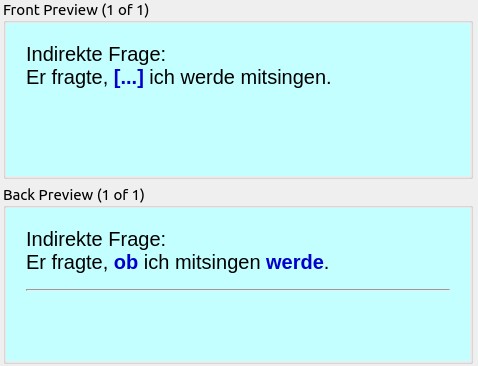 Front Preview (1 of 1)
Indirekte Frage:
Er fragte, [...] ich werde mitsingen.
Back Preview (1 of 1)
Indirekte Frage:
Er fragte, ob ich mitsingen werde.